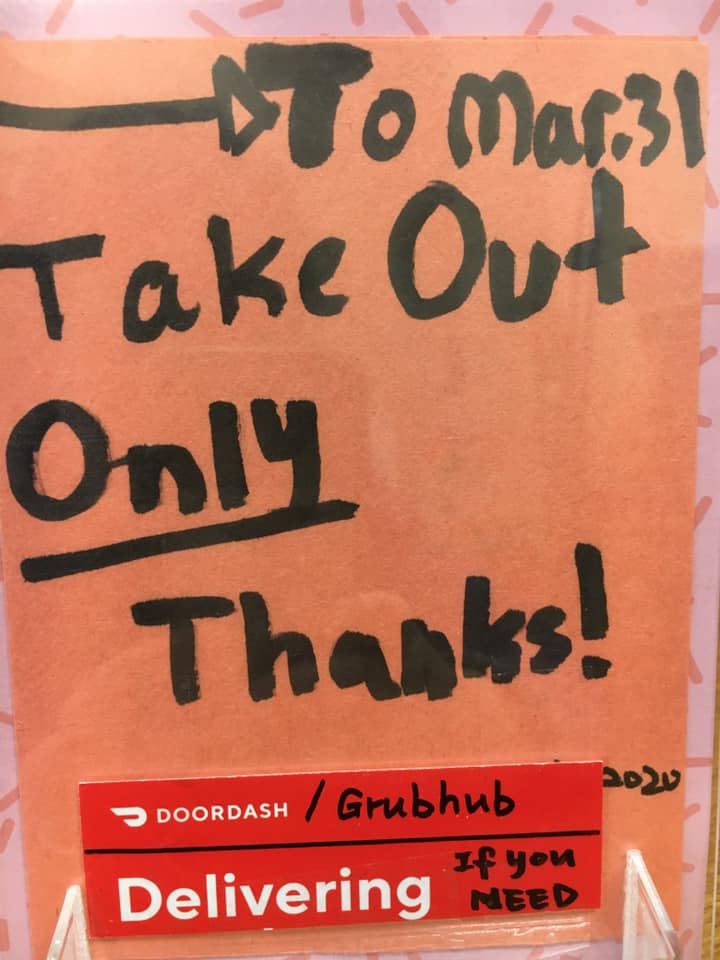 To Mar.31
Take Out
Only
Thanks!
2020
DOORDASH / Grubhub
Delivering If you
NEED